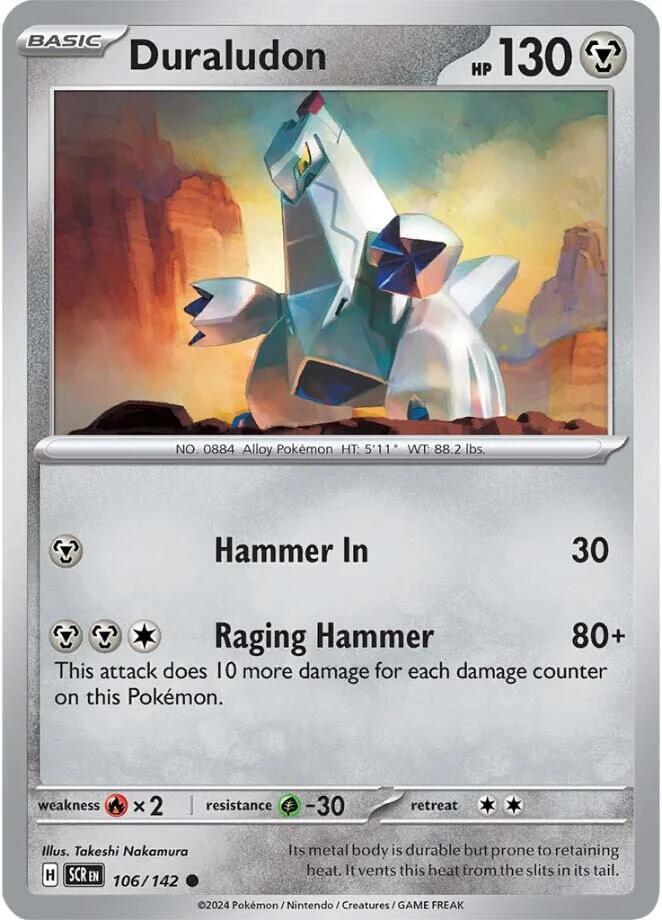 BASIC Duraludon HP 130
NO. 0884 Alloy Pokémon HT: 5'11" WT: 88.2 lbs.
Hammer In 30
Raging Hammer 80+
This attack does 10 more damage for each damage counter
on this Pokémon.
weakness ×2 resistance -30 retreat
Illus. Takeshi Nakamura
Its metal body is durable but prone to retaining
heat. It vents this heat from the slits in its tail.
H SCR EN 106/142
©2024 Pokémon / Nintendo / Creatures / GAME FREAK